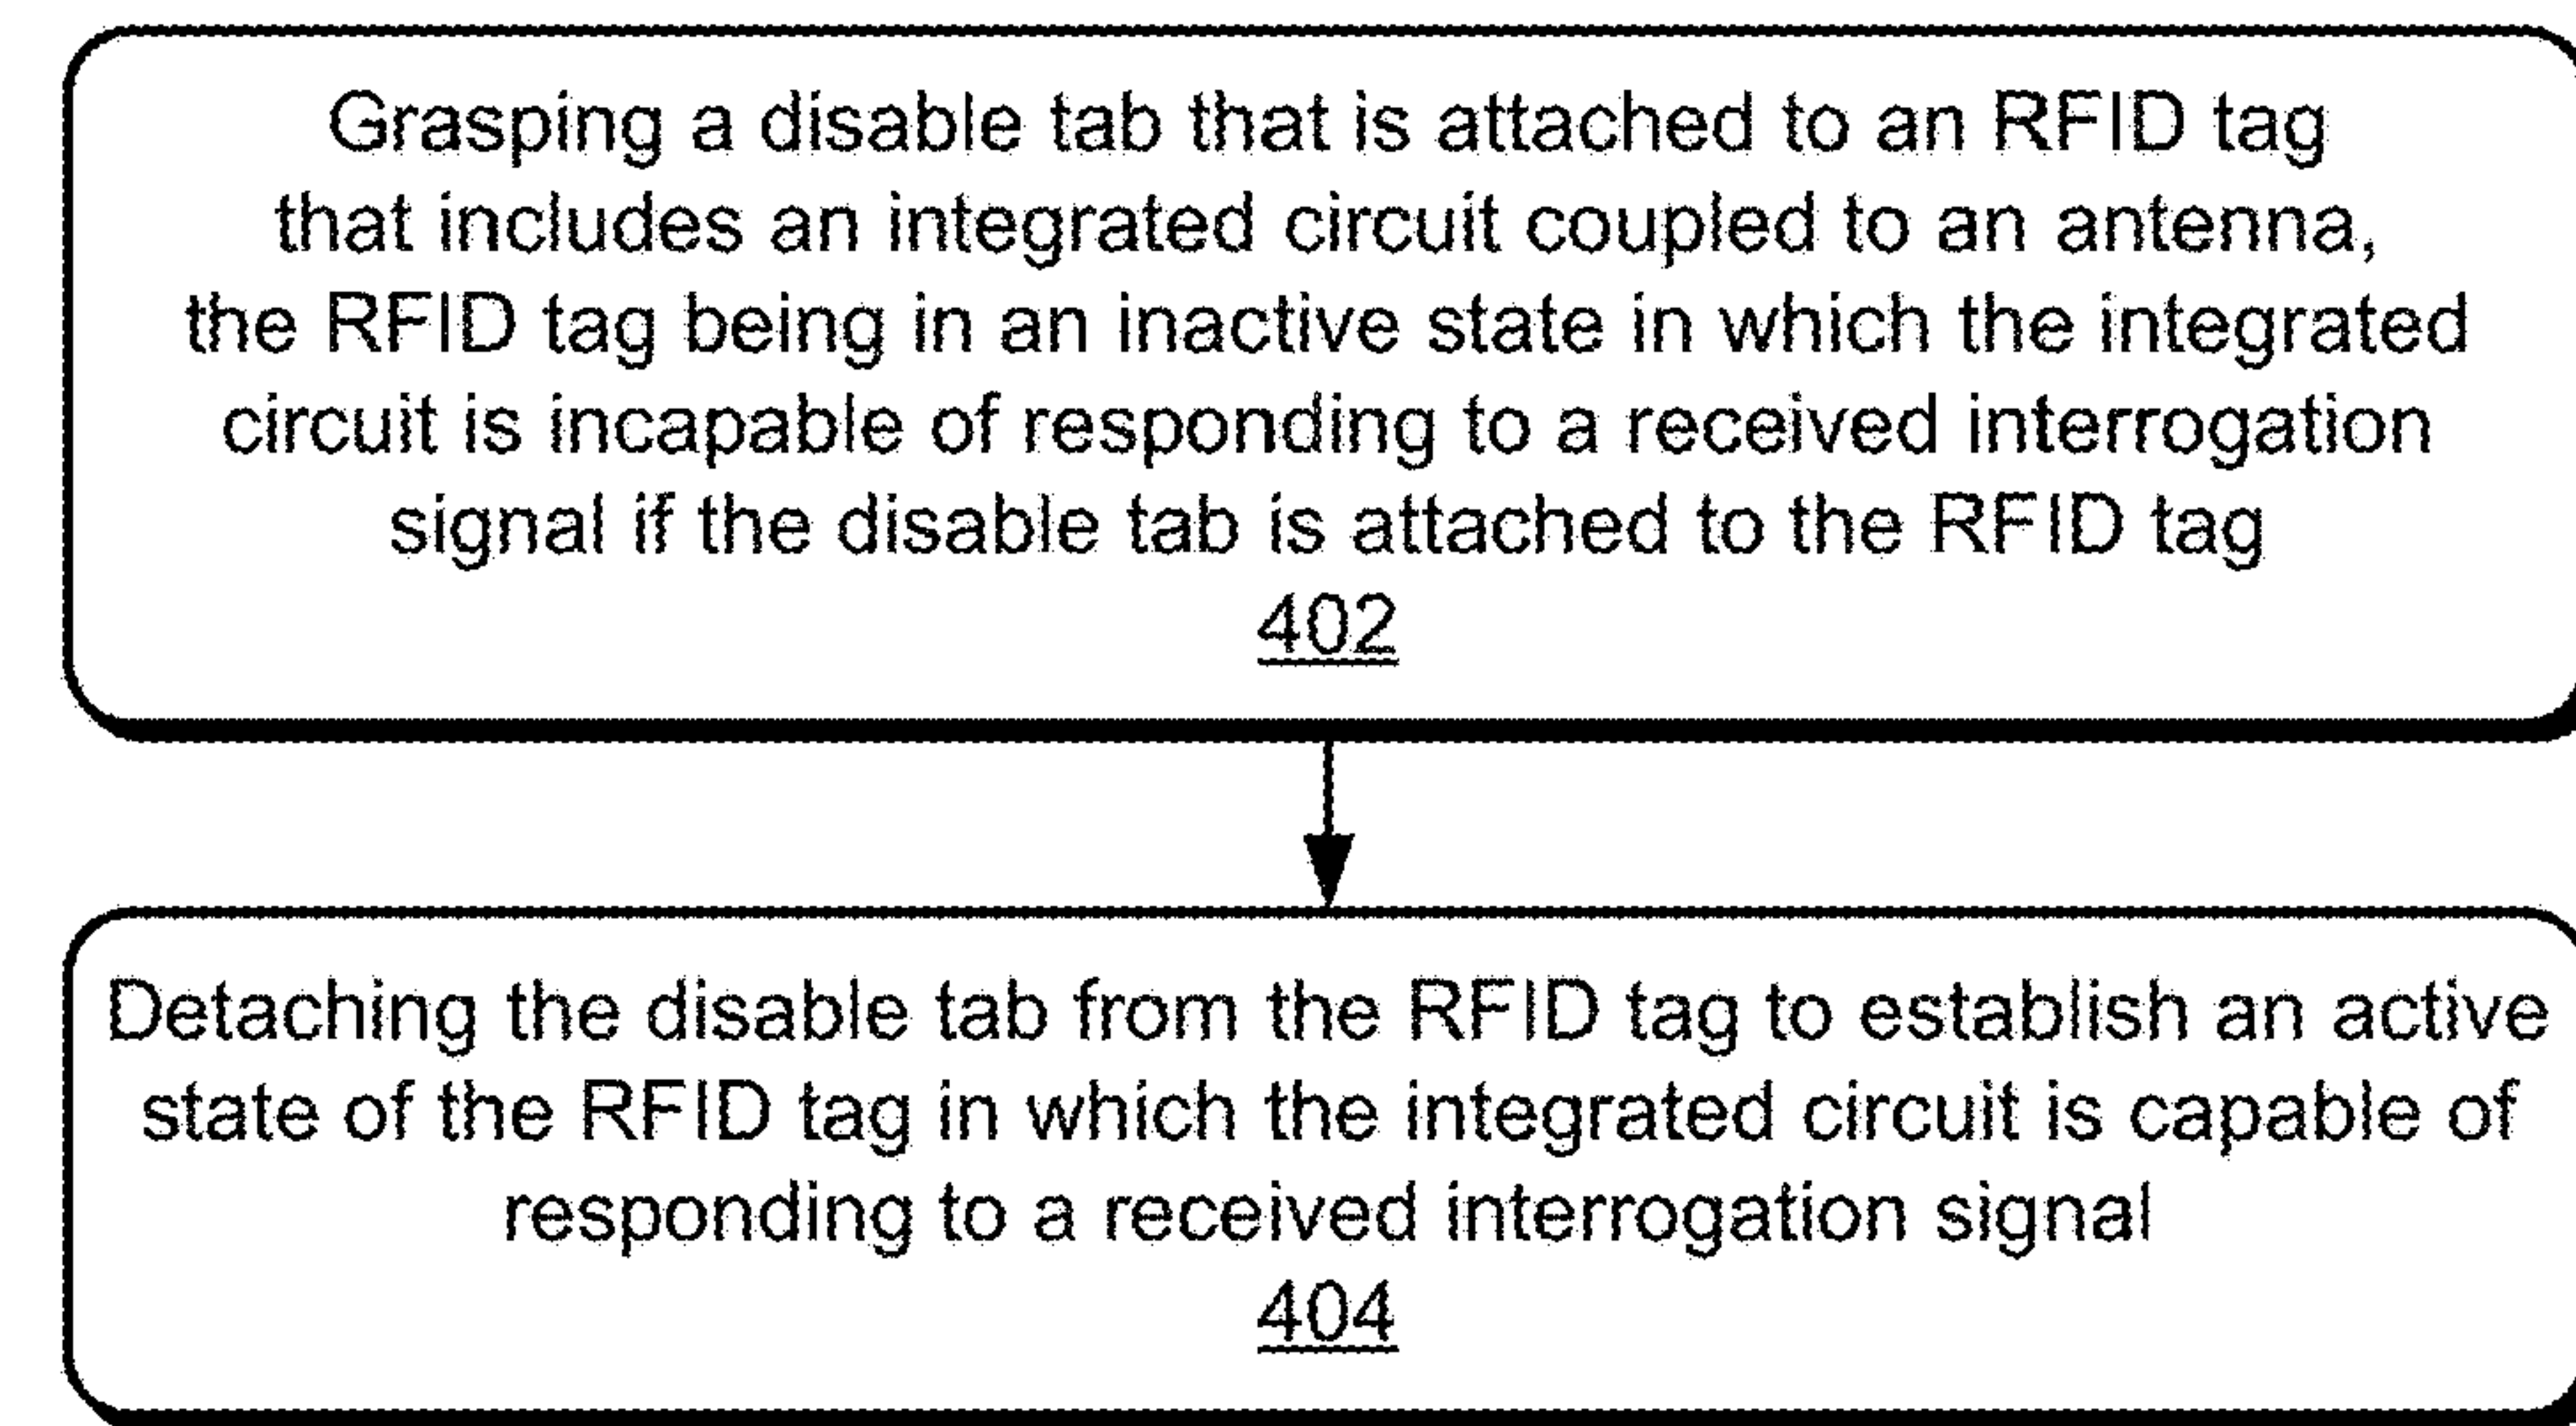 Grasping a disable tab that is attached to an RFID tag
that includes an integrated circuit coupled to an antenna,
the RFID tag being in an inactive state in which the integrated
circuit is incapable of responding to a received interrogation
signal if the disable tab is attached to the RFID tag
402
Detaching the disable tab from the RFID tag to establish an active
state of the RFID tag in which the integrated circuit is capable of
responding to a received interrogation signal
404